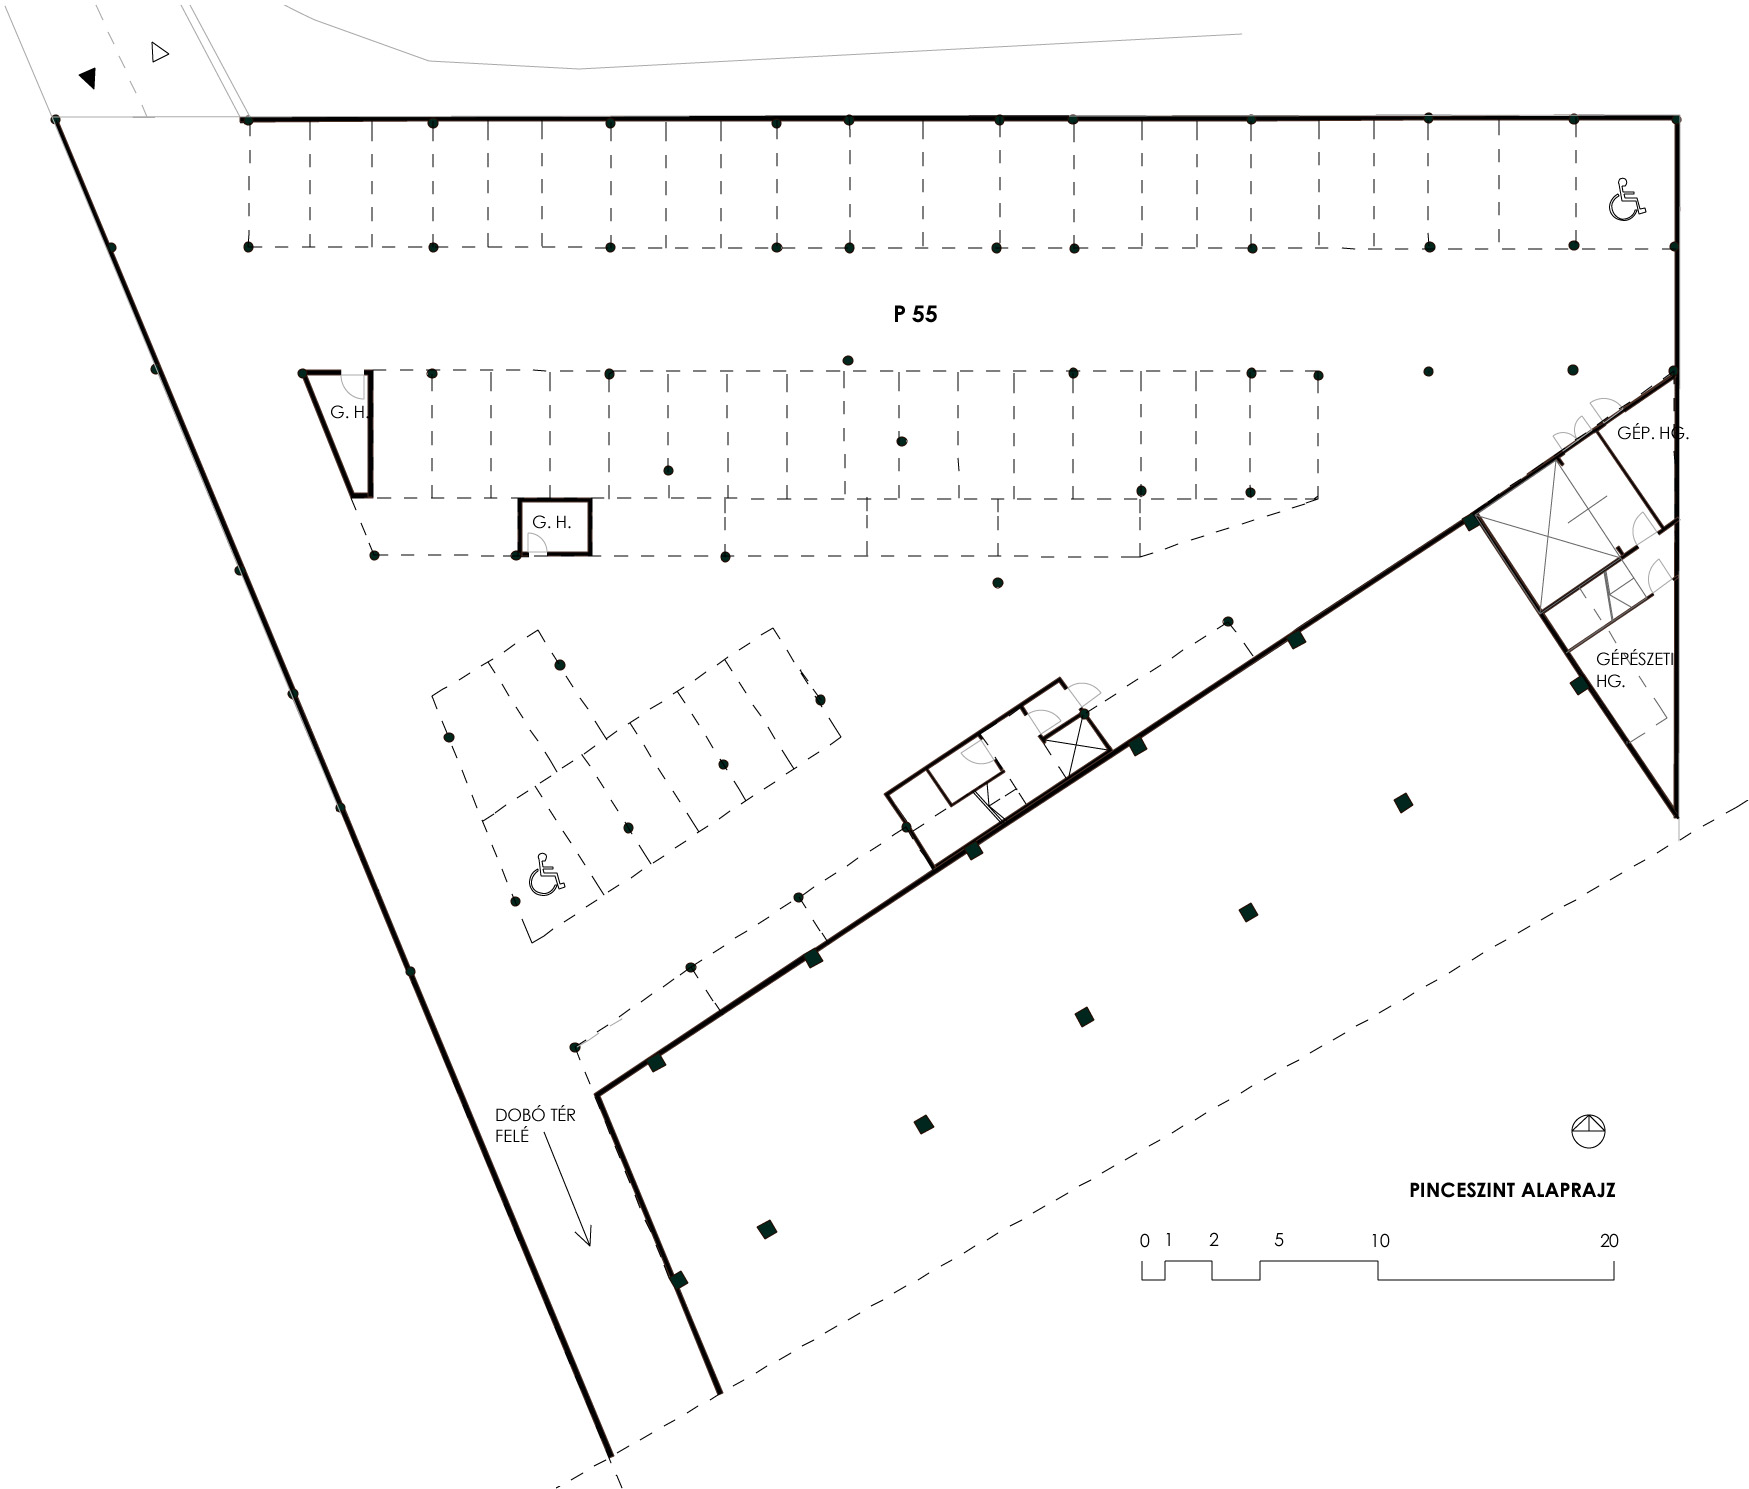 P 55
G. H.
GÉP. HG.
G. H.
GÉPÉSZETI
HG.
DOBÓ TÉR
FELÉ
PINCESZINT ALAPRAJZ
0 1 2 5 10 20